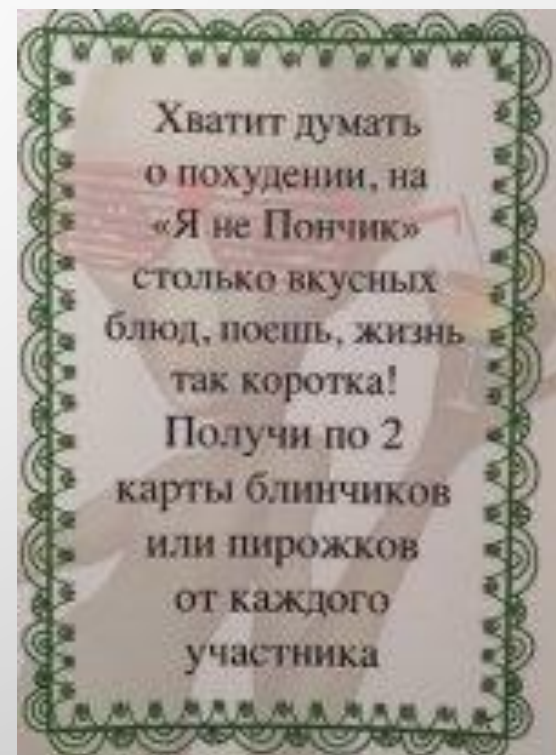 Хватит думать
о похудении, на
«Я не Пончик»
столько вкусных
блюд, поешь, жизнь
так коротка!
Получи по 2
карты блинчиков
или пирожков
от каждого
участника